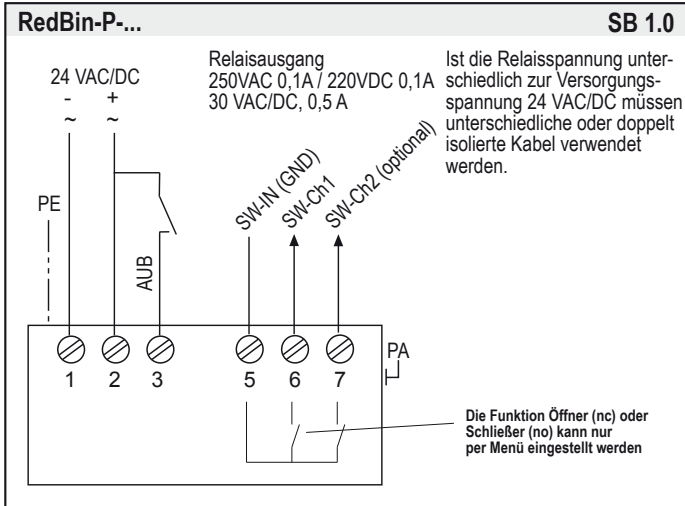 RedBin-P-...
SB 1.0
24 VAC/DC
- +
~ ~
Relaisausgang
250VAC 0,1A / 220VDC 0,1A
30 VAC/DC, 0,5 A
Ist die Relaisspannung unter-
schiedlich zur Versorgungs-
spannung 24 VAC/DC müssen
unterschiedliche oder doppelt
isolierte Kabel verwendet
werden.
PE
AUB
SW-IN (GND)
SW-Ch1
SW-Ch2 (optional)
PA
1 2 3 5 6 7
Die Funktion Öffner (nc) oder
Schließer (no) kann nur
per Menü eingestellt werden